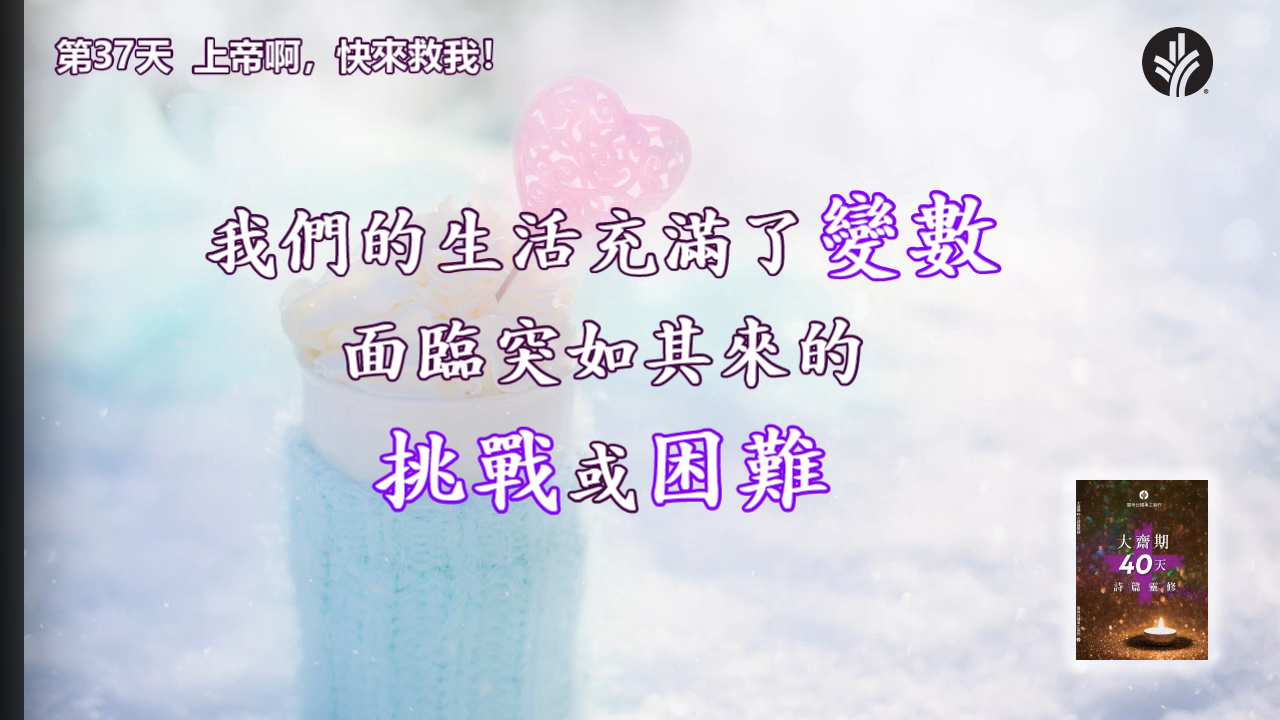 第37天 上帝啊，快來救我！
我們的生活充滿了變數
面臨突如其來的
挑戰或困難
大齋期
40天
詩篇靈修